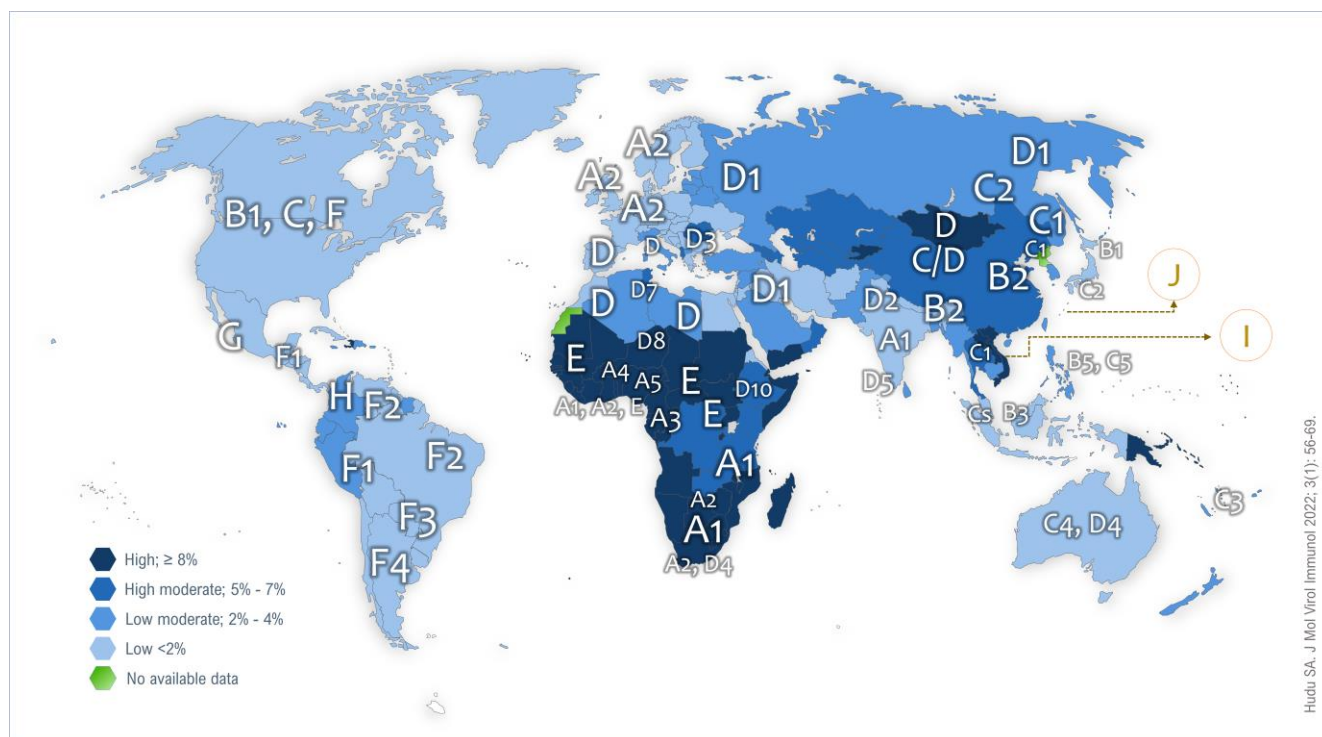 A2
D1
A2
D1
C2
A2
B1, C, F
D
C1
D
D
D3
C1
B1
C/D
J
B2
C2
D7
D1
D
D
D2
B2
G
A1
I
D8
C1
F1
E
A4
B5, C5
A5
E
D10
D5
H
F2
A1, A2, E
Cs
B3
A3
E
F2
F1
A1
A2
C3
F3
A1
C4, D4
F4
A2, D4
High; ≥ 8%
High moderate; 5% - 7%
Low moderate; 2% - 4%
Low <2%
No available data
Hudu SA. J Mol Virol Immunol 2022; 3(1): 56-69.